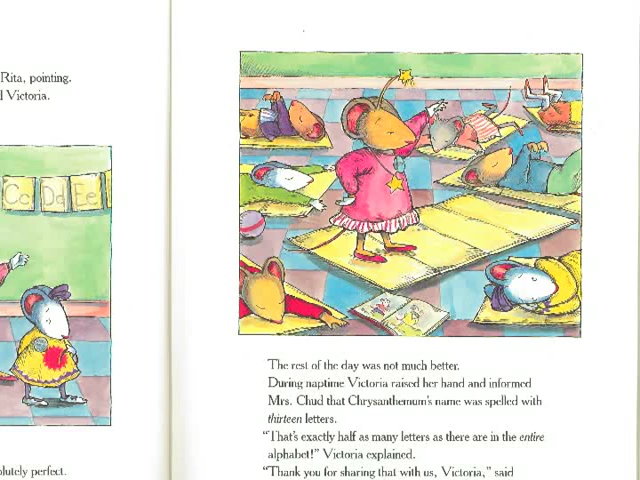 Rita, pointing.
Victoria.
Cc Dd Ee
perfect.
The rest of the day was not much better.
During naptime Victoria raised her hand and informed
Mrs. Chud that Chrysanthemum's name was spelled with
thirteen letters.
"That's exactly half as many letters as there are in the entire
alphabet!" Victoria explained.
"Thank you for sharing that with us, Victoria," said